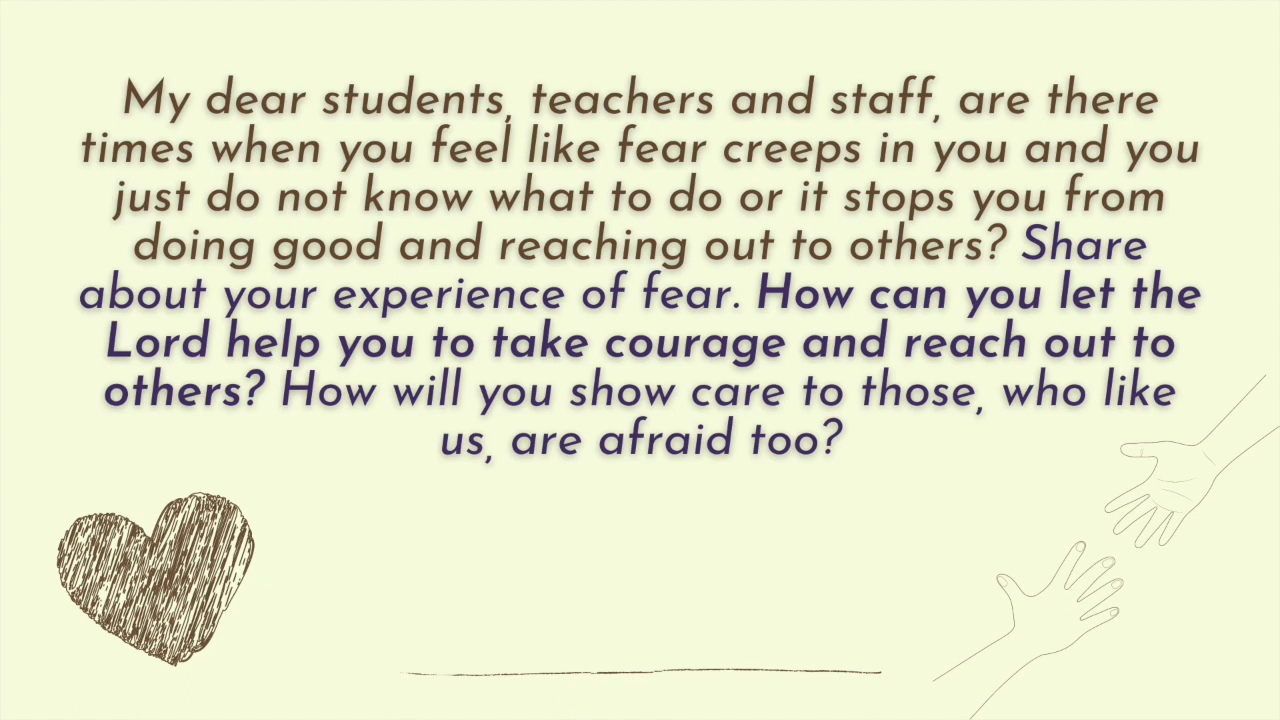 My dear students, teachers and staff, are there
times when you feel like fear creeps in you and you
just do not know what to do or it stops you from
doing good and reaching out to others? Share
about your experience of fear. How can you let the
Lord help you to take courage and reach out to
others? How will you show care to those, who like
us, are afraid too?